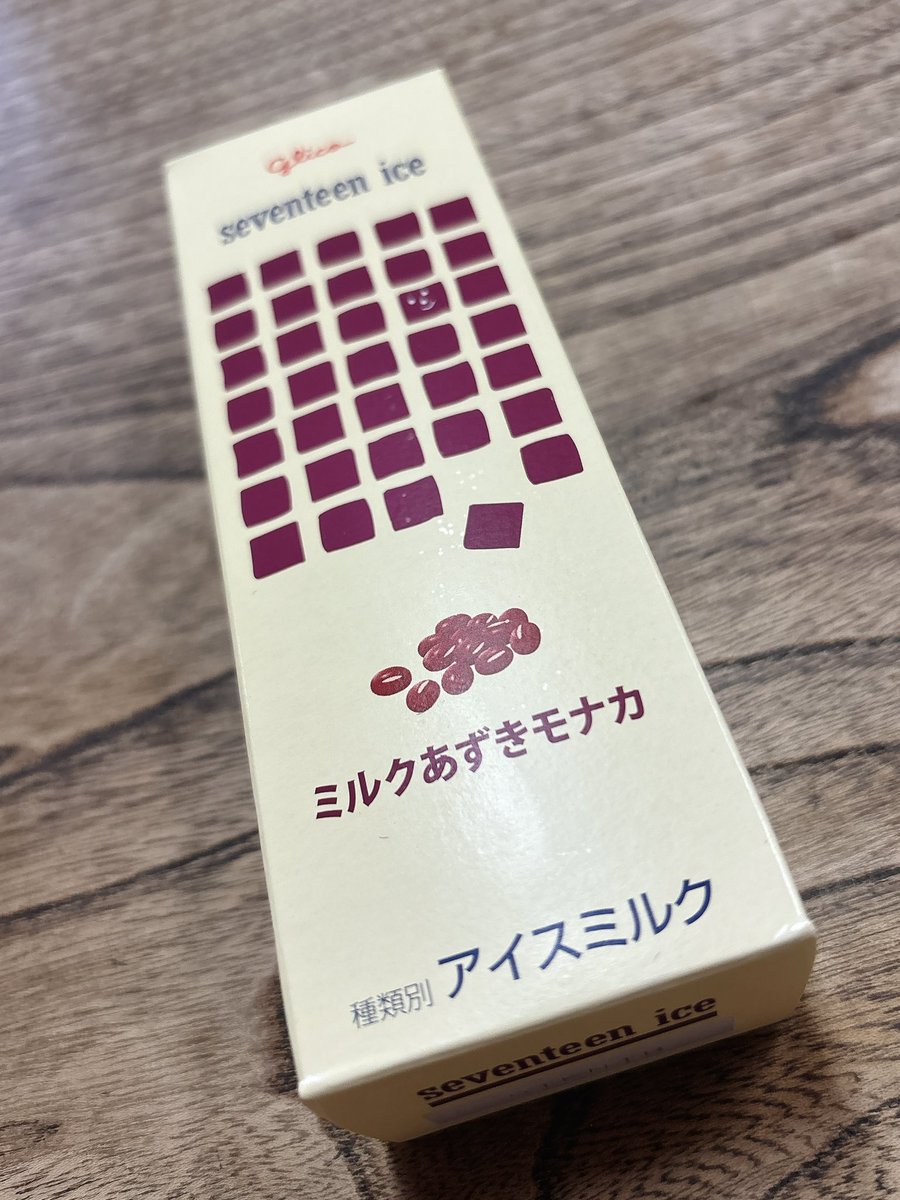 Glico
seventeen ice
ミルクあずきモナカ
種類別 アイスミルク
seventeen ice